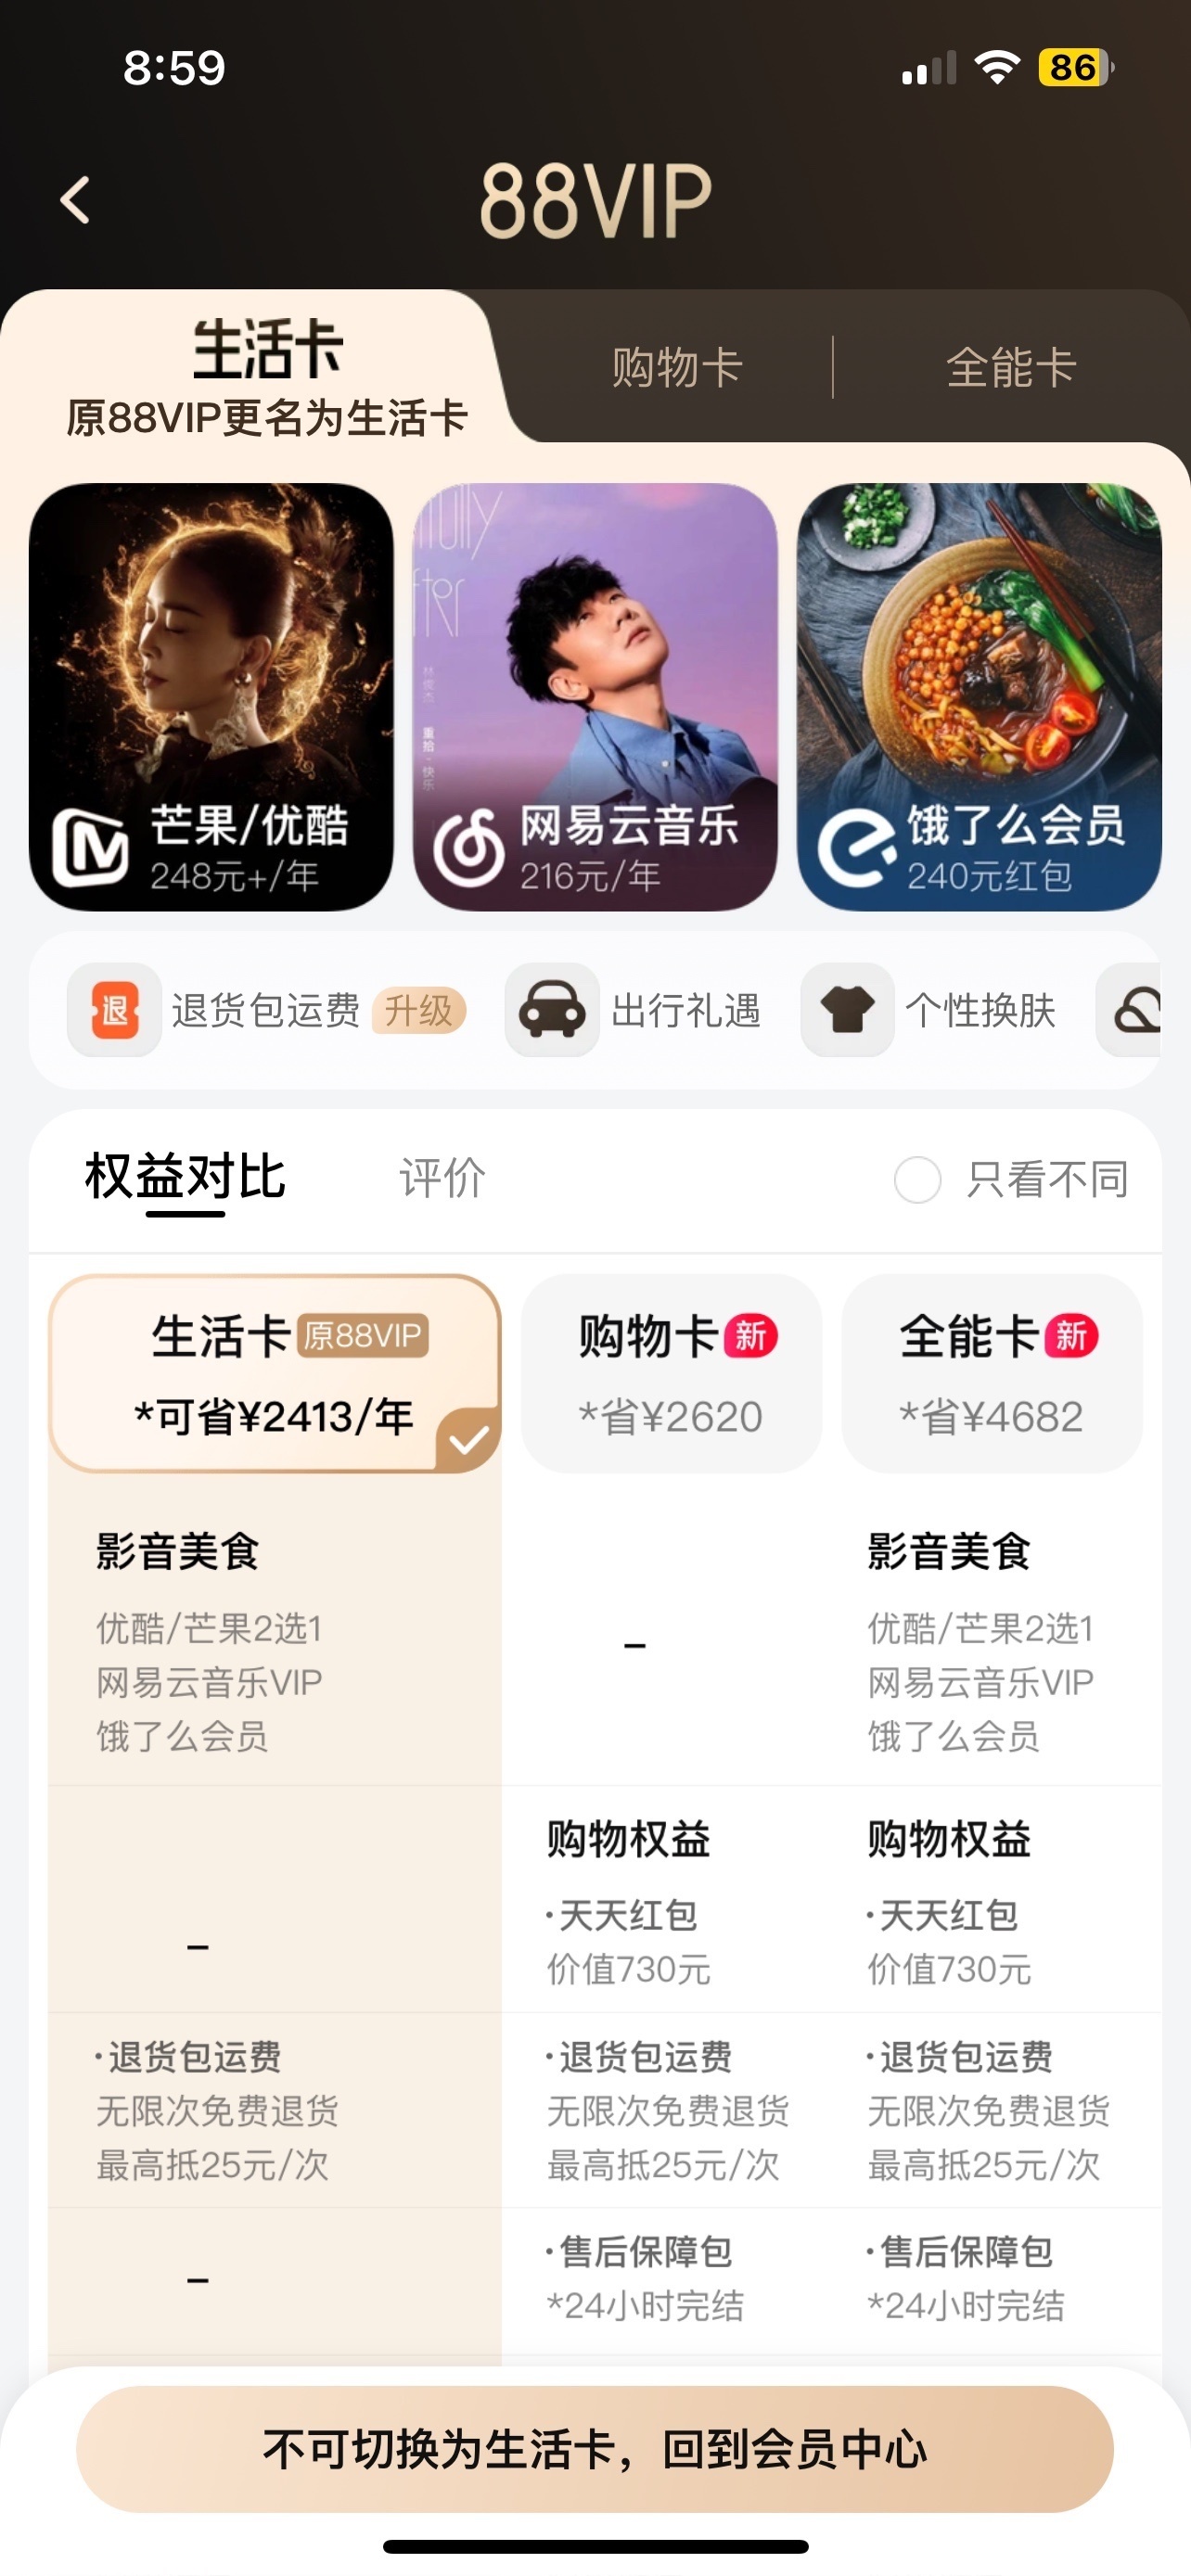 8:59
86
88VIP
生活卡
原88VIP更名为生活卡
购物卡
全能卡
芒果/优酷
248元+/年
林俊杰
重拾·快乐
网易云音乐
216元/年
饿了么会员
240元红包
退
退货包运费
升级
出行礼遇
个性换肤
权益对比
评价
只看不同
生活卡 原88VIP
*可省¥2413/年
购物卡 新
*省¥2620
全能卡 新
*省¥4682
影音美食
优酷/芒果2选1
网易云音乐VIP
饿了么会员
–
影音美食
优酷/芒果2选1
网易云音乐VIP
饿了么会员
–
购物权益
·天天红包
价值730元
购物权益
·天天红包
价值730元
·退货包运费
无限次免费退货
最高抵25元/次
·退货包运费
无限次免费退货
最高抵25元/次
·退货包运费
无限次免费退货
最高抵25元/次
–
·售后保障包
*24小时完结
·售后保障包
*24小时完结
不可切换为生活卡，回到会员中心